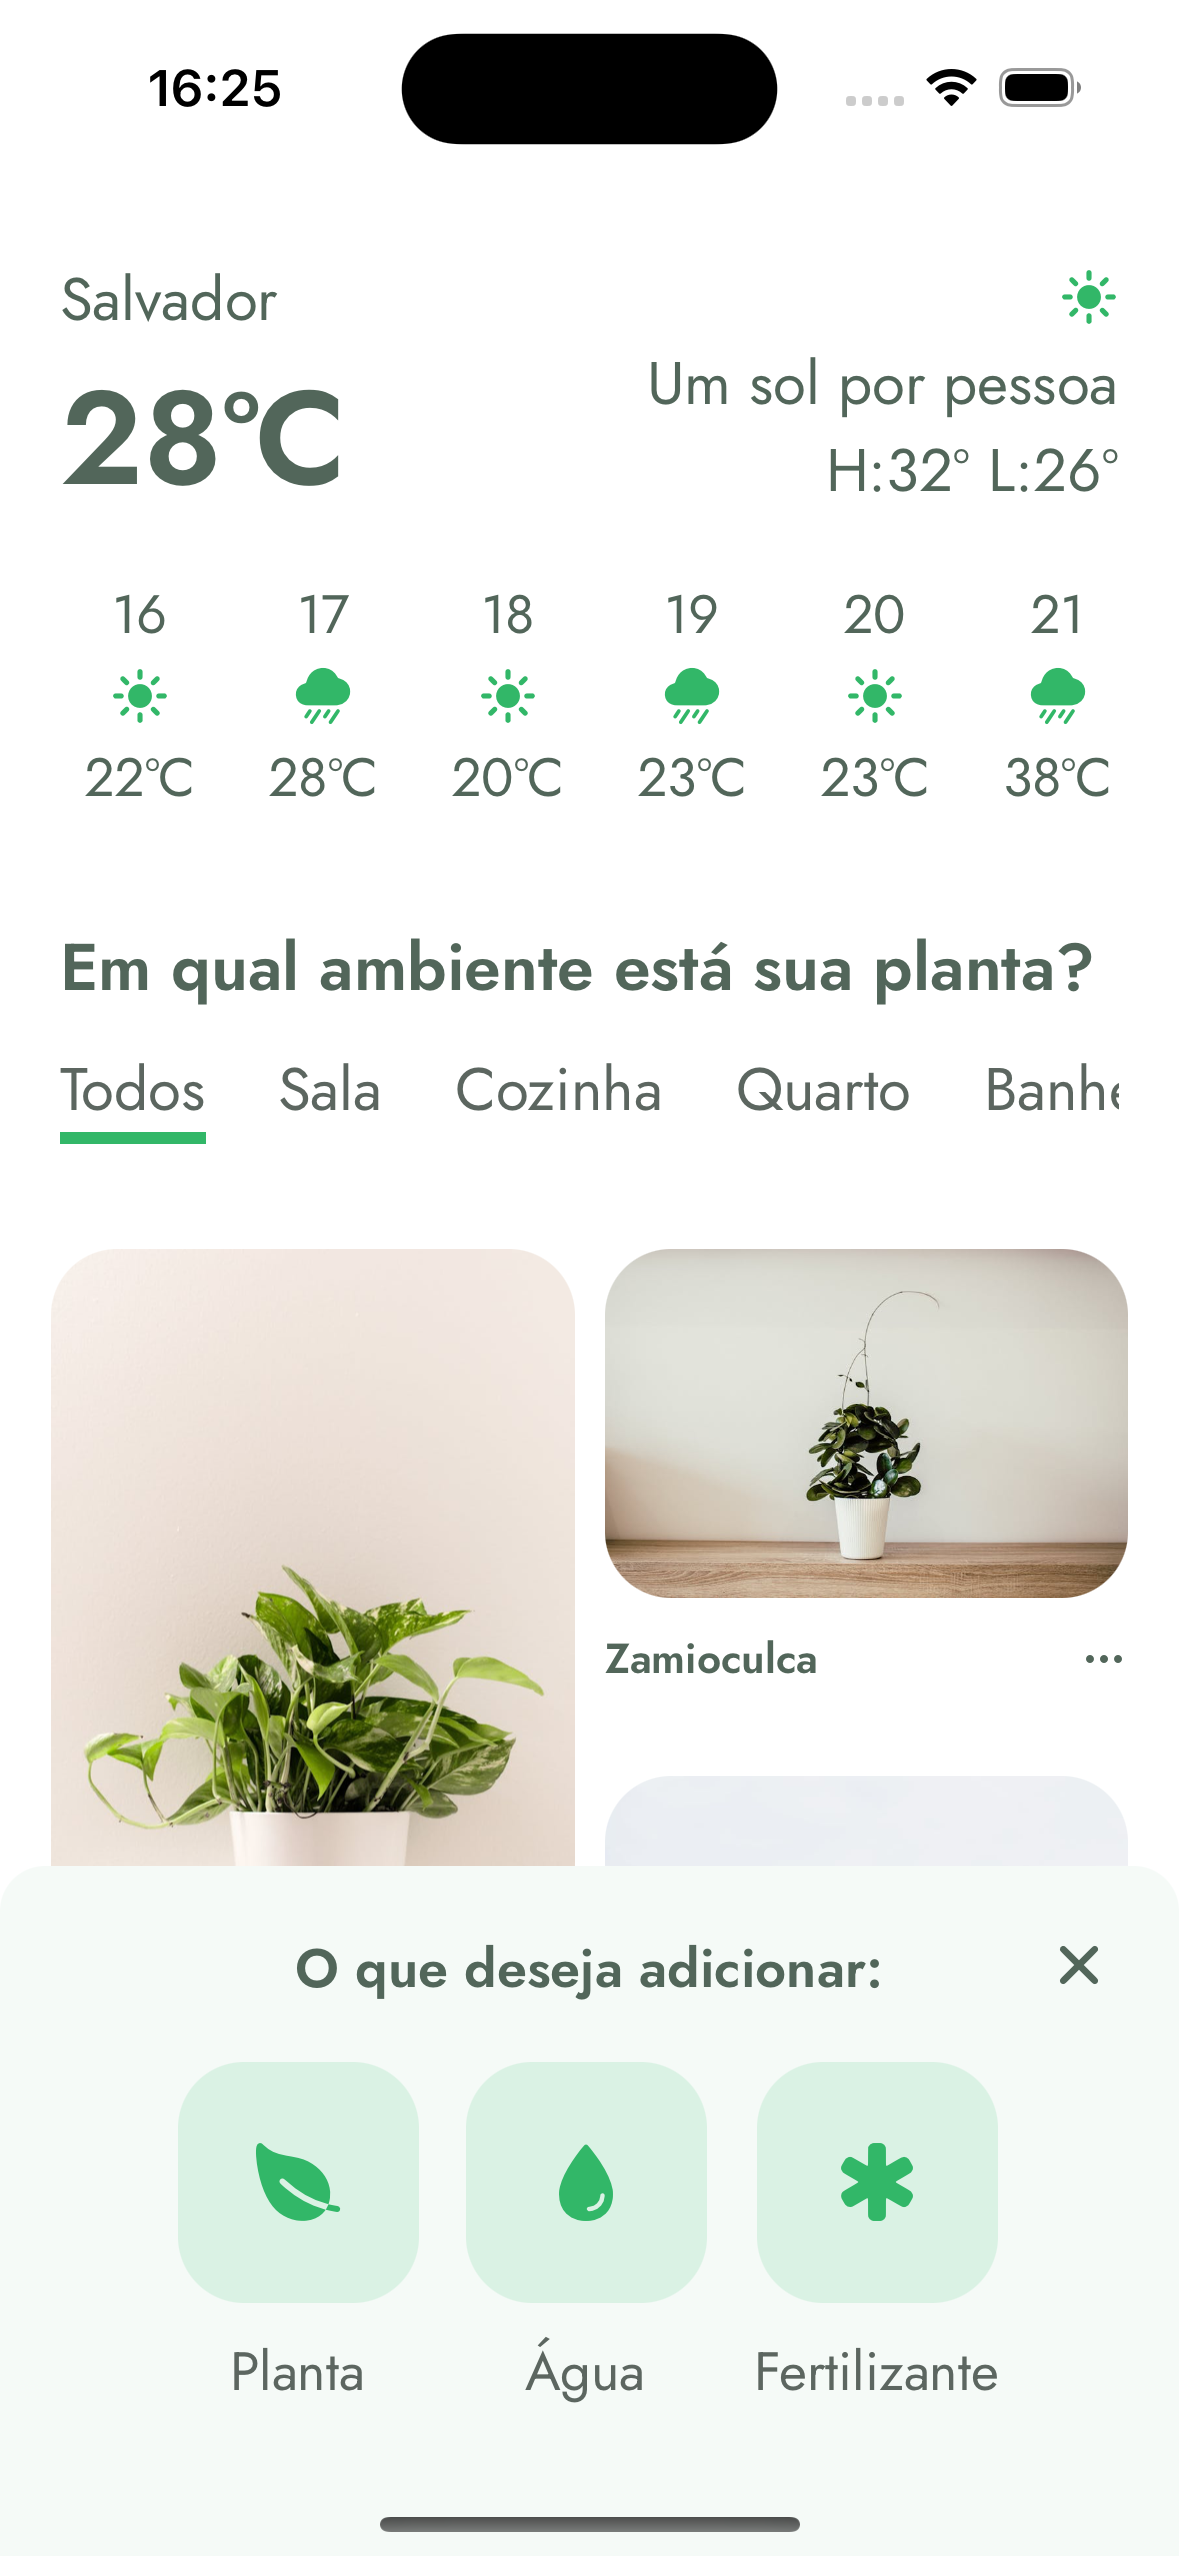 16:25
Salvador
28°C
Um sol por pessoa
H:32° L:26°
16 17 18 19 20 21
22°C 28°C 20°C 23°C 23°C 38°C
Em qual ambiente está sua planta?
Todos Sala Cozinha Quarto Banhe
Zamioculca
O que deseja adicionar:
Planta Água Fertilizante